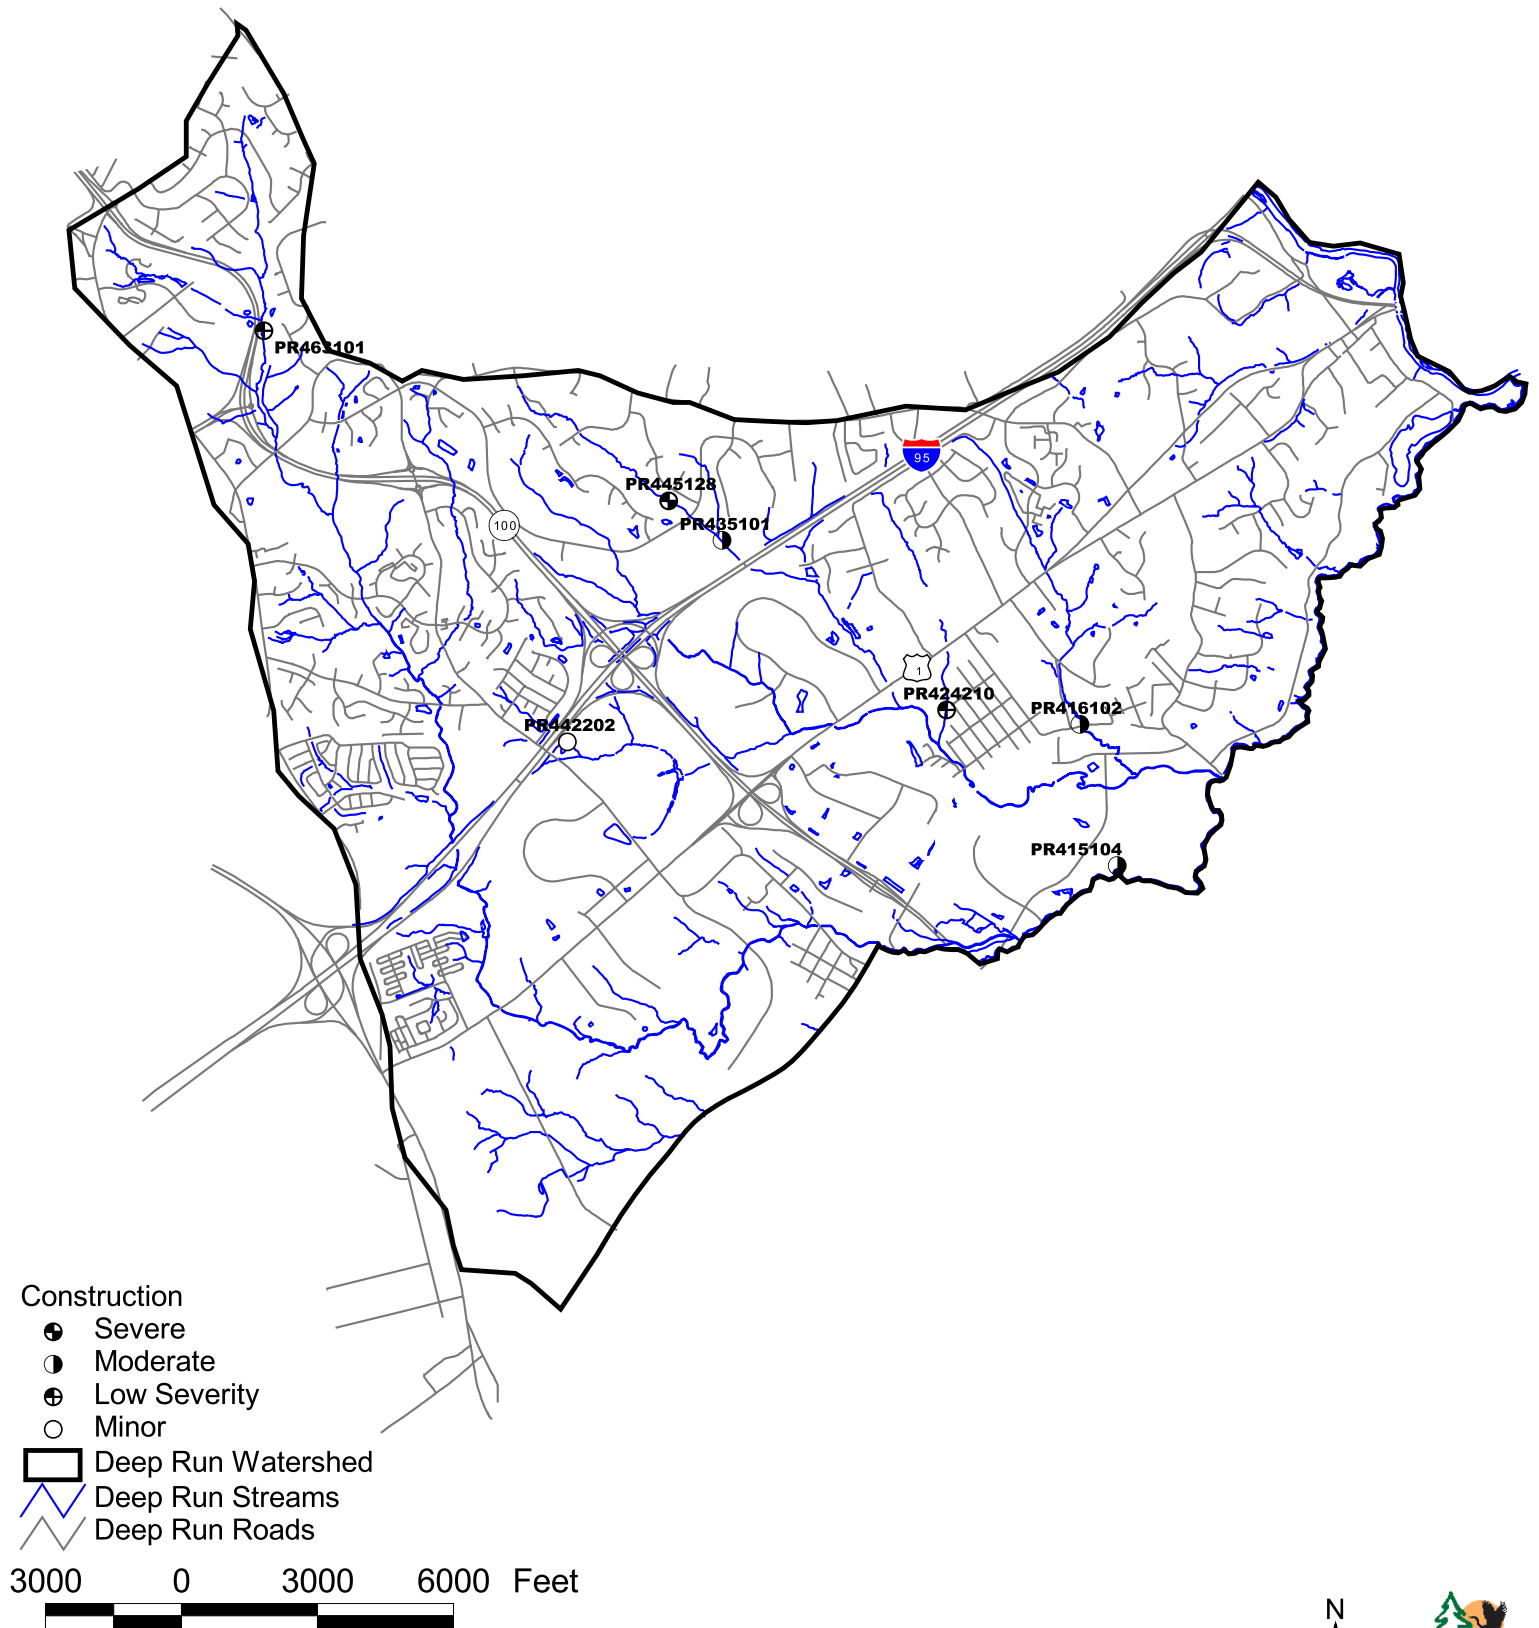 PR463101
95
PR445128
PR435101
100
1
PR424210
PR416102
PR442202
PR415104
Construction
Severe
Moderate
Low Severity
Minor
Deep Run Watershed
Deep Run Streams
Deep Run Roads
3000 0 3000 6000 Feet
N